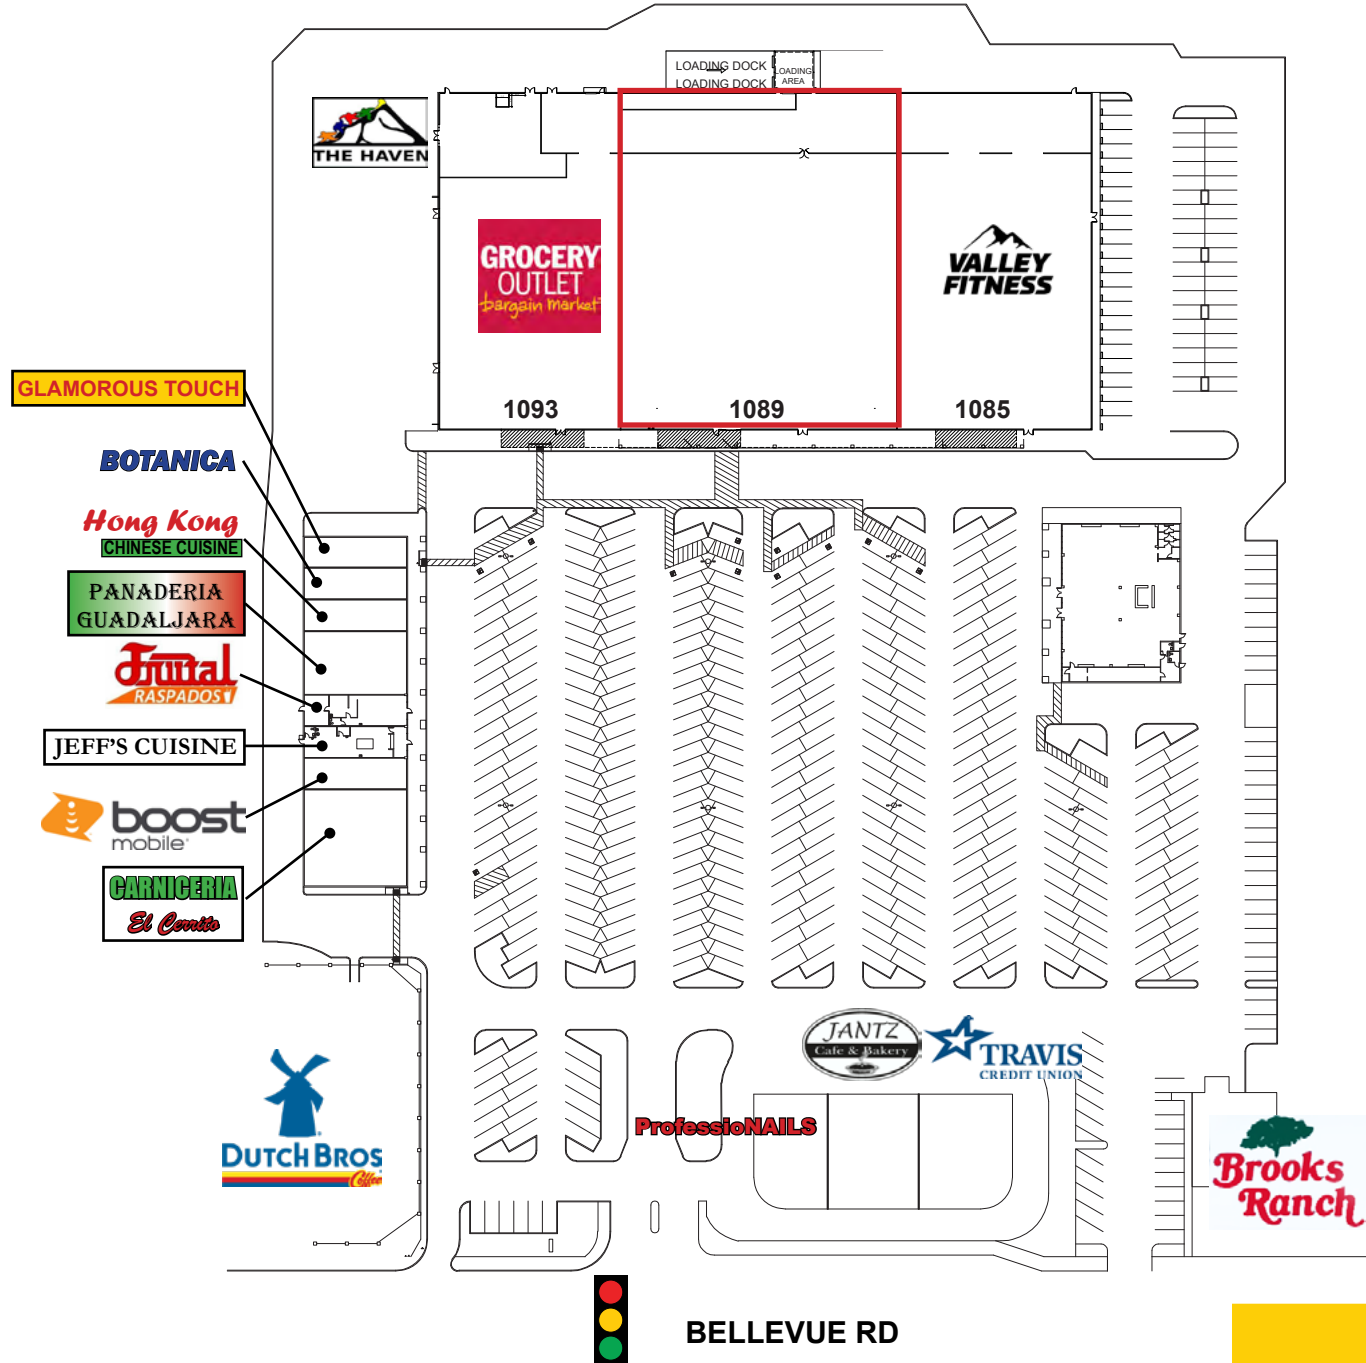 LOADING DOCK
LOADING DOCK
LOADING
AREA
THE HAVEN
GROCERY
OUTLET
bargain market
VALLEY
FITNESS
1093
1089
1085
GLAMOROUS TOUCH
BOTANICA
Hong Kong
CHINESE CUISINE
PANADERIA
GUADALJARA
Frutal
RASPADOS
JEFF'S CUISINE
boost
mobile
CARNICERIA
El Cerrito
JANTZ
Cafe & Bakery
TRAVIS
CREDIT UNION
ProfessioNAILS
DUTCH BROS
Coffee
Brooks
Ranch
BELLEVUE RD